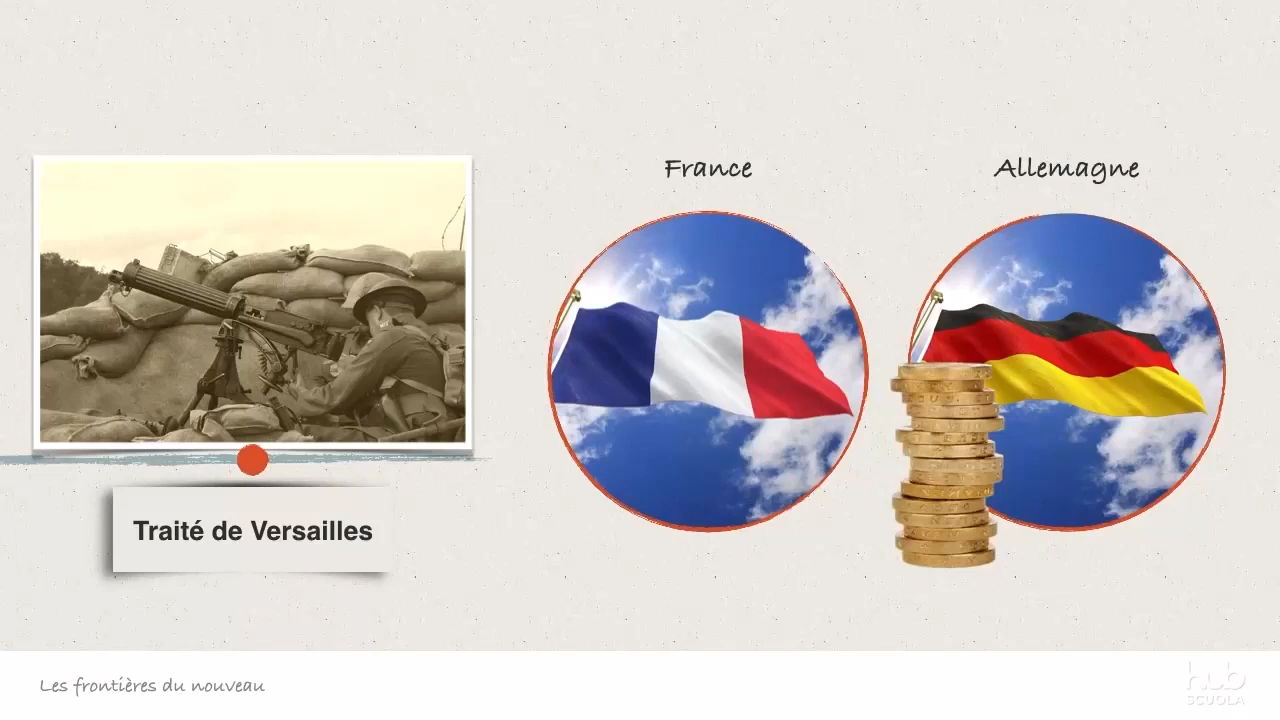 France
Allemagne
Traité de Versailles
Les frontières du nouveau
hub
SCUOLA